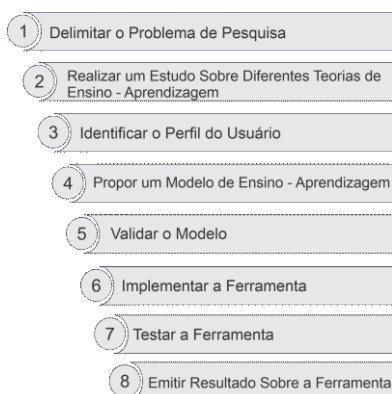 1 Delimitar o Problema de Pesquisa
2 Realizar um Estudo Sobre Diferentes Teorias de
Ensino - Aprendizagem
3 Identificar o Perfil do Usuário
4 Propor um Modelo de Ensino - Aprendizagem
5 Validar o Modelo
6 Implementar a Ferramenta
7 Testar a Ferramenta
8 Emitir Resultado Sobre a Ferramenta